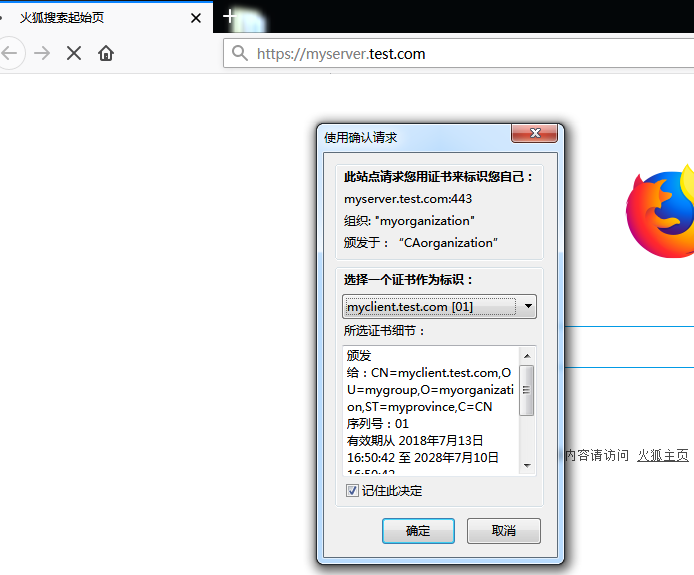 火狐搜索起始页
https://myserver.test.com
使用确认请求
此站点请求您用证书来标识您自己：
myserver.test.com:443
组织: "myorganization"
颁发于： “CAorganization”
选择一个证书作为标识：
myclient.test.com [01]
所选证书细节：
颁发
给：CN=myclient.test.com,O
U=mygroup,O=myorganizati
on,ST=myprovince,C=CN
序列号：01
有效期从 2018年7月13日
16:50:42 至 2028年7月10日
16:50:42
记住此决定
确定 取消
内容请访问 火狐主页